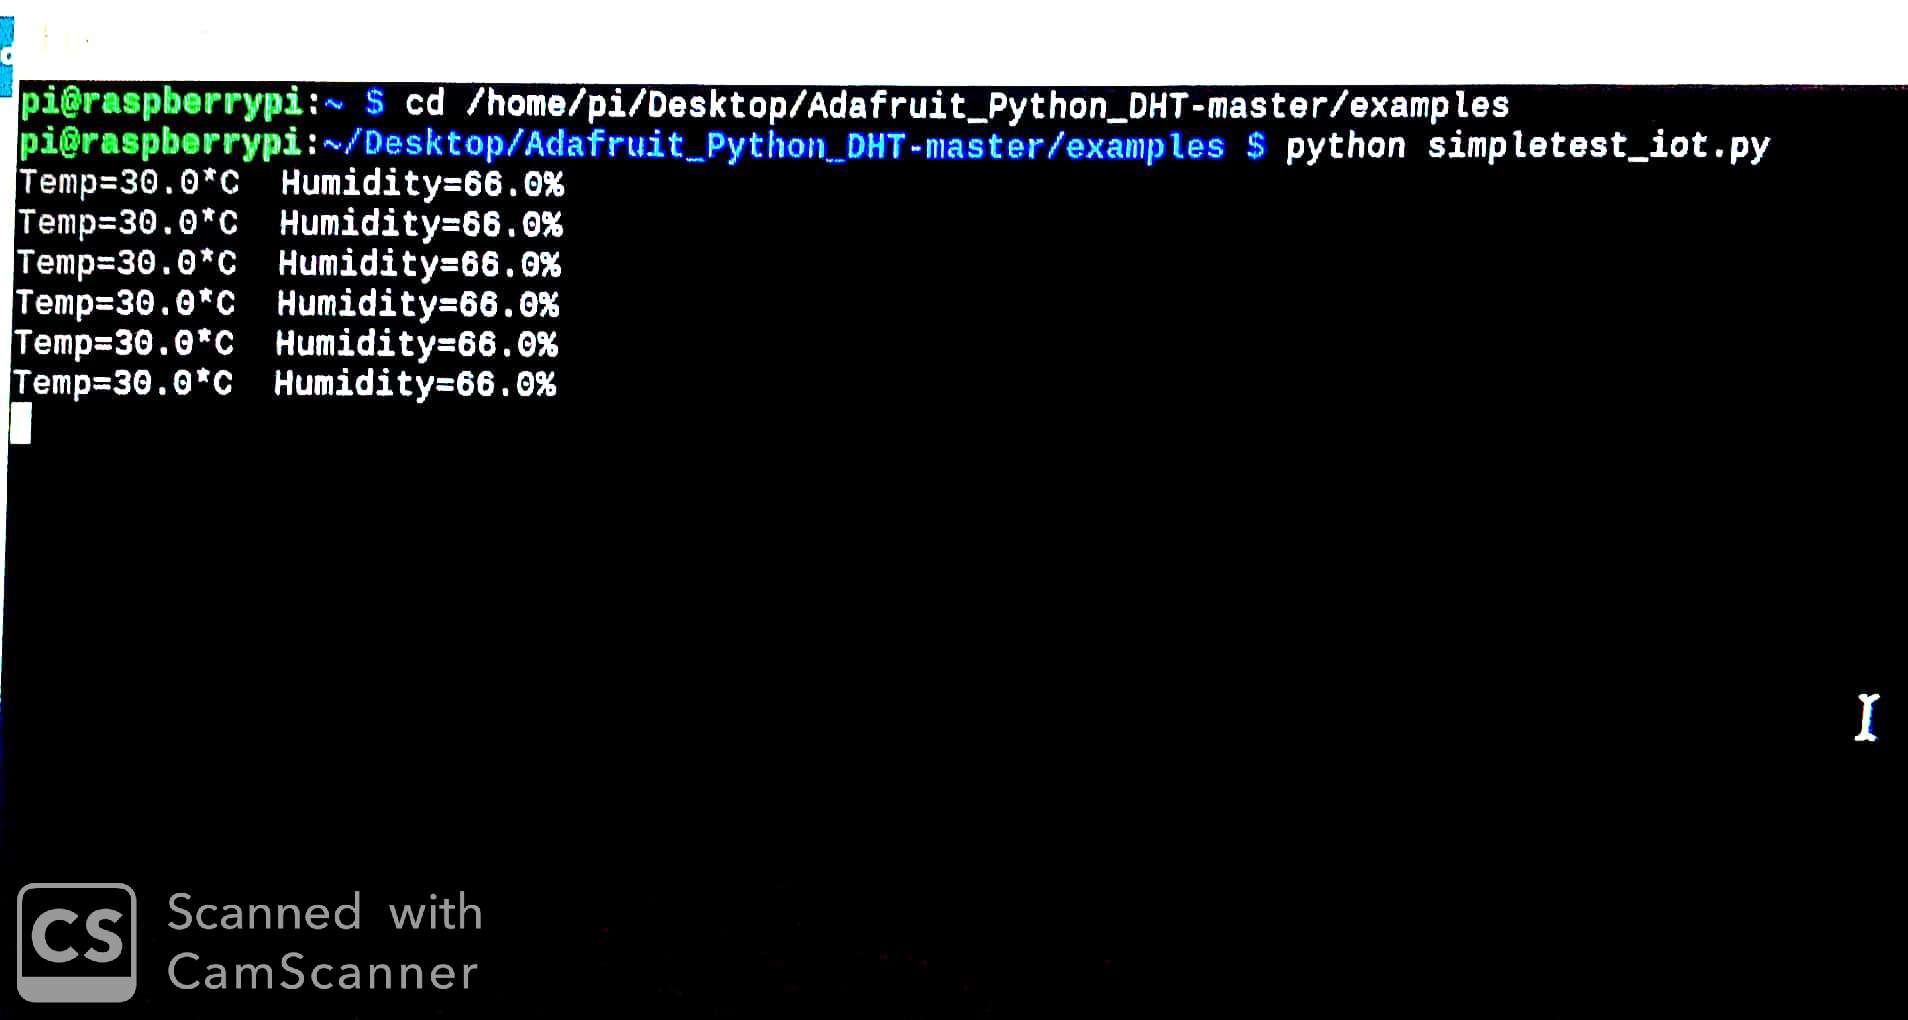 pi@raspberrypi:~ $ cd /home/pi/Desktop/Adafruit_Python_DHT-master/examples
pi@raspberrypi:~/Desktop/Adafruit_Python_DHT-master/examples $ python simpletest_iot.py
Temp=30.0*C  Humidity=66.0%
Temp=30.0*C  Humidity=66.0%
Temp=30.0*C  Humidity=66.0%
Temp=30.0*C  Humidity=66.0%
Temp=30.0*C  Humidity=66.0%
Temp=30.0*C  Humidity=66.0%
CS Scanned with
CamScanner